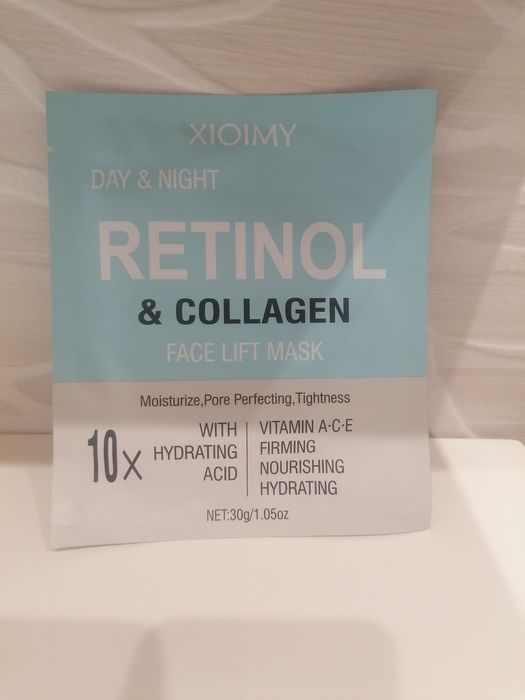 XIOIMY
DAY & NIGHT
RETINOL
& COLLAGEN
FACE LIFT MASK
Moisturize,Pore Perfecting,Tightness
10x
WITH
HYDRATING
ACID
VITAMIN A·C·E
FIRMING
NOURISHING
HYDRATING
NET:30g/1.05oz